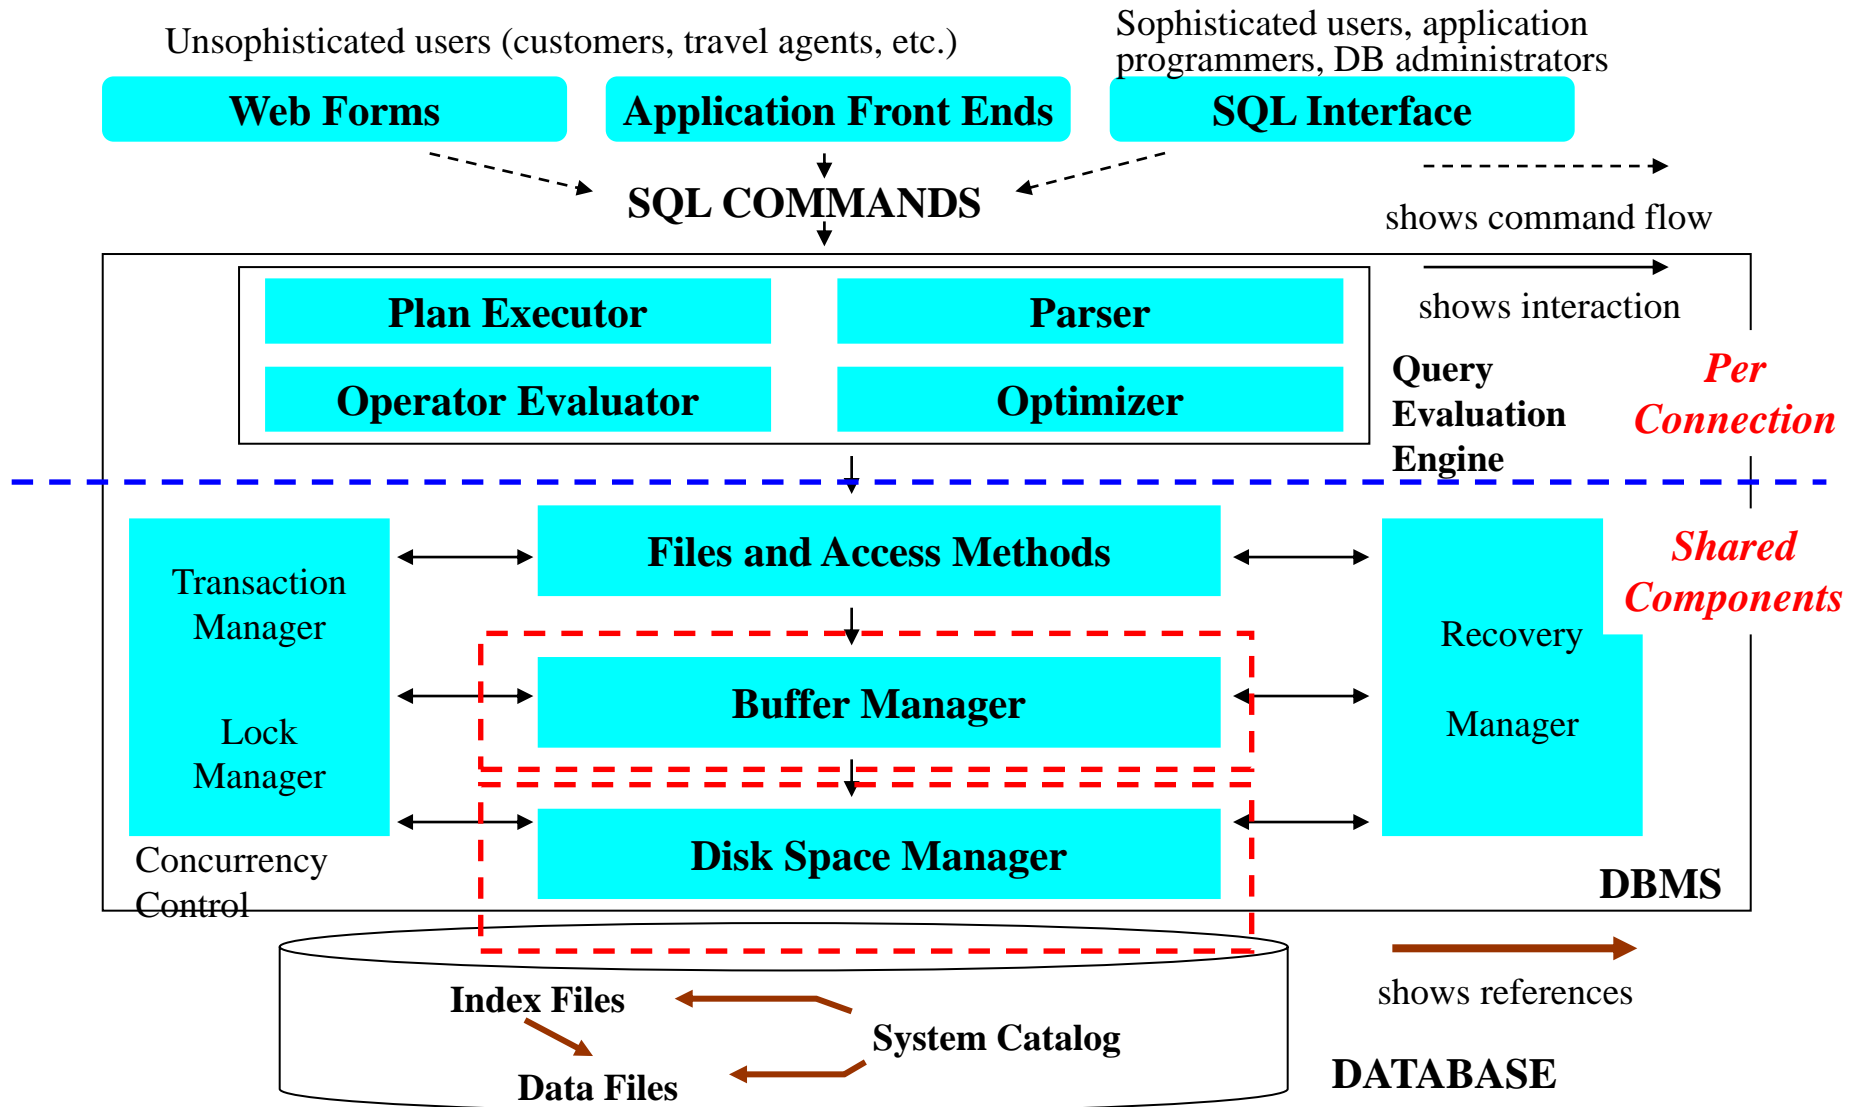 Unsophisticated users (customers, travel agents, etc.)
Sophisticated users, application
programmers, DB administrators
Web Forms
Application Front Ends
SQL Interface
SQL COMMANDS
shows command flow
shows interaction
Plan Executor
Parser
Operator Evaluator
Optimizer
Query
Evaluation
Engine
Per
Connection
Files and Access Methods
Shared
Components
Transaction
Manager
Lock
Manager
Recovery
Manager
Buffer Manager
Disk Space Manager
Concurrency
Control
DBMS
Index Files
System Catalog
Data Files
shows references
DATABASE